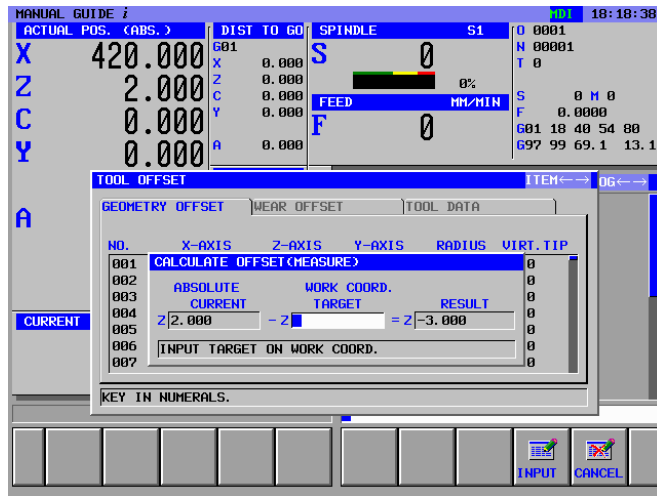 MANUAL GUIDE i MDI 18:18:38
ACTUAL POS. (ABS.) DIST TO GO SPINDLE S1 O 0001
X 420.000 G01 S 0 N 00001
X 0.000 T 0
Z 2.000 Z 0.000 0%
C 0.000 FEED MM/MIN S 0 M 0
C 0.000 Y 0.000 F 0 F 0.0000
G01 18 40 54 80
Y 0.000 A 0.000 G97 99 69.1 13.1
TOOL OFFSET ITEM←→ OG←→
A GEOMETRY OFFSET WEAR OFFSET TOOL DATA
NO. X-AXIS Z-AXIS Y-AXIS RADIUS VIRT.TIP
001 CALCULATE OFFSET(MEASURE) 0
002 ABSOLUTE WORK COORD. 0
003 CURRENT TARGET RESULT 0
CURRENT 004 Z 2.000 - Z = Z -3.000 0
005 0
006 INPUT TARGET ON WORK COORD. 0
007 0
KEY IN NUMERALS.
INPUT CANCEL